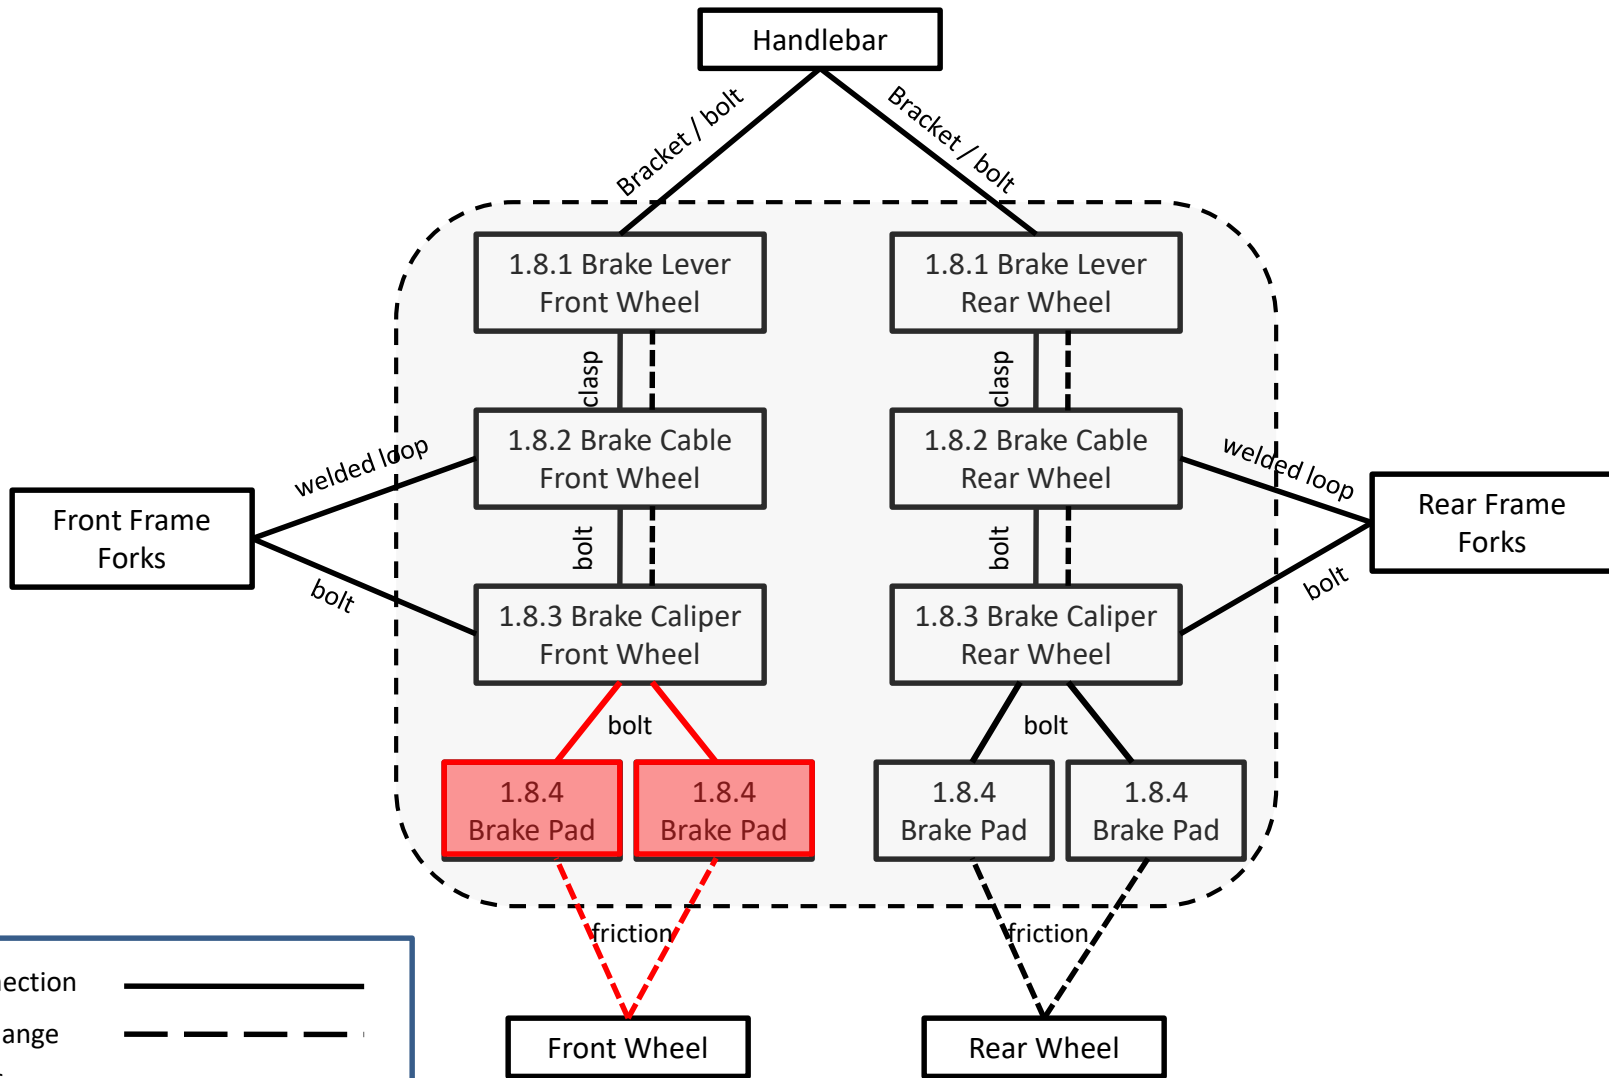 Handlebar
Bracket / bolt
Bracket / bolt
1.8.1 Brake Lever
Front Wheel
1.8.1 Brake Lever
Rear Wheel
clasp
clasp
1.8.2 Brake Cable
Front Wheel
1.8.2 Brake Cable
Rear Wheel
welded loop
welded loop
Front Frame
Forks
Rear Frame
Forks
bolt
bolt
bolt
bolt
1.8.3 Brake Caliper
Front Wheel
1.8.3 Brake Caliper
Rear Wheel
bolt
bolt
1.8.4
Brake Pad
1.8.4
Brake Pad
1.8.4
Brake Pad
1.8.4
Brake Pad
friction
friction
Front Wheel
Rear Wheel